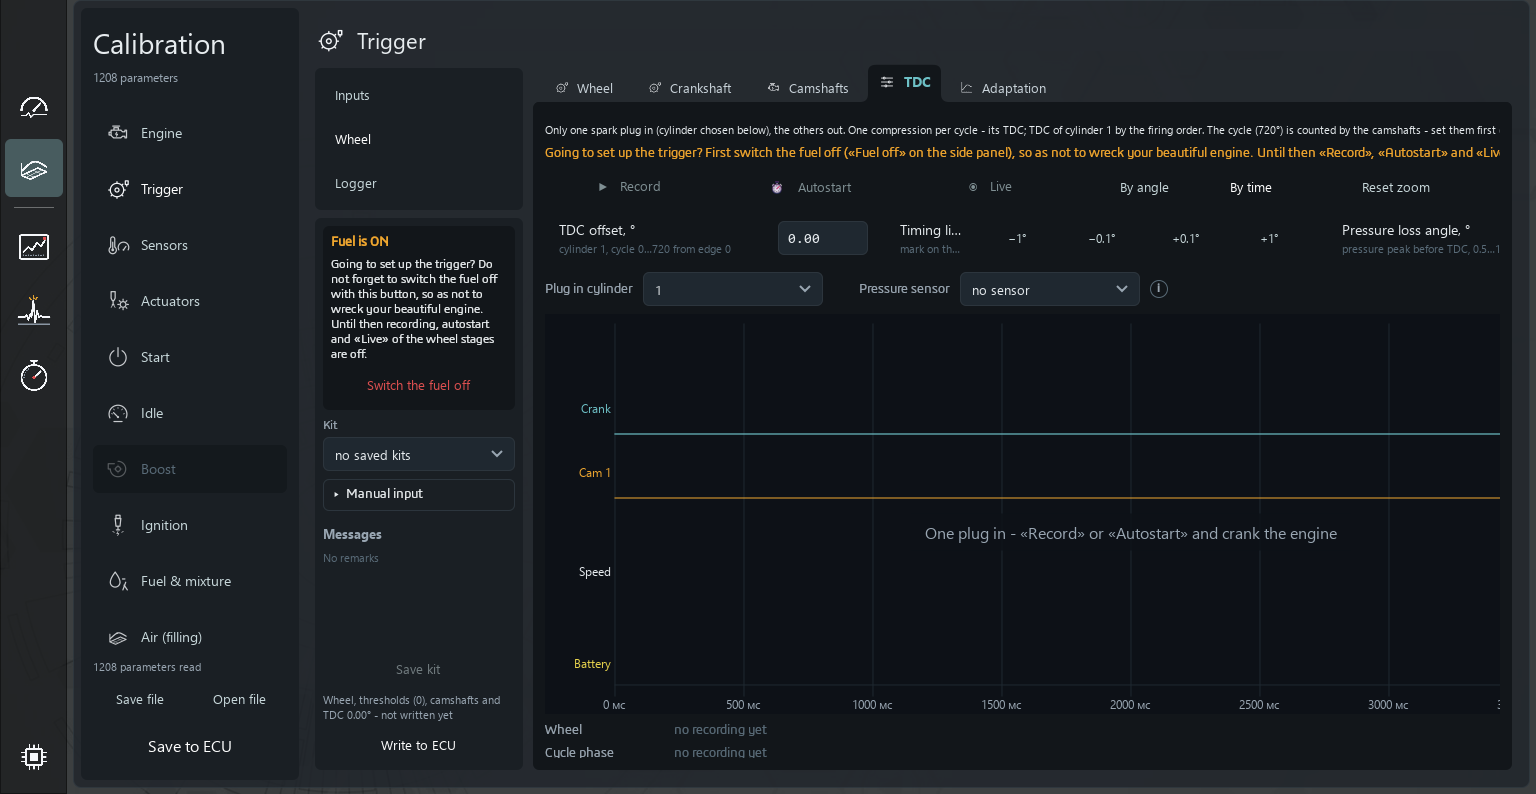 Calibration
1208 parameters
Engine
Trigger
Sensors
Actuators
Start
Idle
Boost
Ignition
Fuel & mixture
Air (filling)
1208 parameters read
Save file
Open file
Save to ECU
Trigger
Inputs
Wheel
Logger
Fuel is ON
Going to set up the trigger? Do
not forget to switch the fuel off
with this button, so as not to
wreck your beautiful engine.
Until then recording, autostart
and «Live» of the wheel stages
are off.
Switch the fuel off
Kit
no saved kits
Manual input
Messages
No remarks
Save kit
Wheel, thresholds (0), camshafts and
TDC 0.00° - not written yet
Write to ECU
Wheel
Crankshaft
Camshafts
TDC
Adaptation
Only one spark plug in (cylinder chosen below), the others out. One compression per cycle - its TDC; TDC of cylinder 1 by the firing order. The cycle (720°) is counted by the camshafts - set them first
Going to set up the trigger? First switch the fuel off («Fuel off» on the side panel), so as not to wreck your beautiful engine. Until then «Record», «Autostart» and
Record
Autostart
Live
By angle
By time
Reset zoom
TDC offset, °
cylinder 1, cycle 0...720 from edge 0
0.00
Timing li...
mark on th...
−1°
−0.1°
+0.1°
+1°
Pressure loss angle, °
pressure peak before TDC, 0.5...1
Plug in cylinder
1
Pressure sensor
no sensor
Crank
Cam 1
One plug in - «Record» or «Autostart» and crank the engine
Speed
Battery
0 мс
500 мс
1000 мс
1500 мс
2000 мс
2500 мс
3000 мс
Wheel
no recording yet
Cycle phase
no recording yet